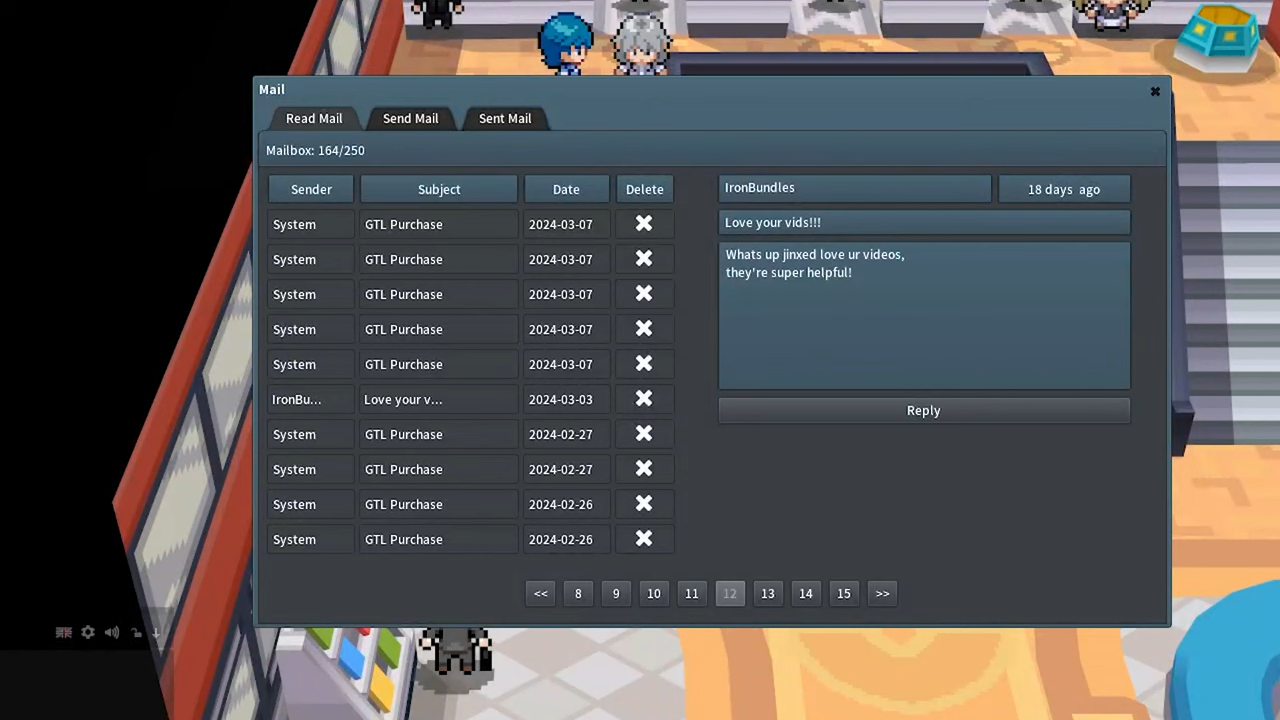 Mail
Read Mail Send Mail Sent Mail
Mailbox: 164/250
Sender Subject Date Delete
System GTL Purchase 2024-03-07
System GTL Purchase 2024-03-07
System GTL Purchase 2024-03-07
System GTL Purchase 2024-03-07
System GTL Purchase 2024-03-07
IronBu... Love your v... 2024-03-03
System GTL Purchase 2024-02-27
System GTL Purchase 2024-02-27
System GTL Purchase 2024-02-26
System GTL Purchase 2024-02-26
IronBundles 18 days ago
Love your vids!!!
Whats up jinxed love ur videos,
they're super helpful!
Reply
<< 8 9 10 11 12 13 14 15 >>